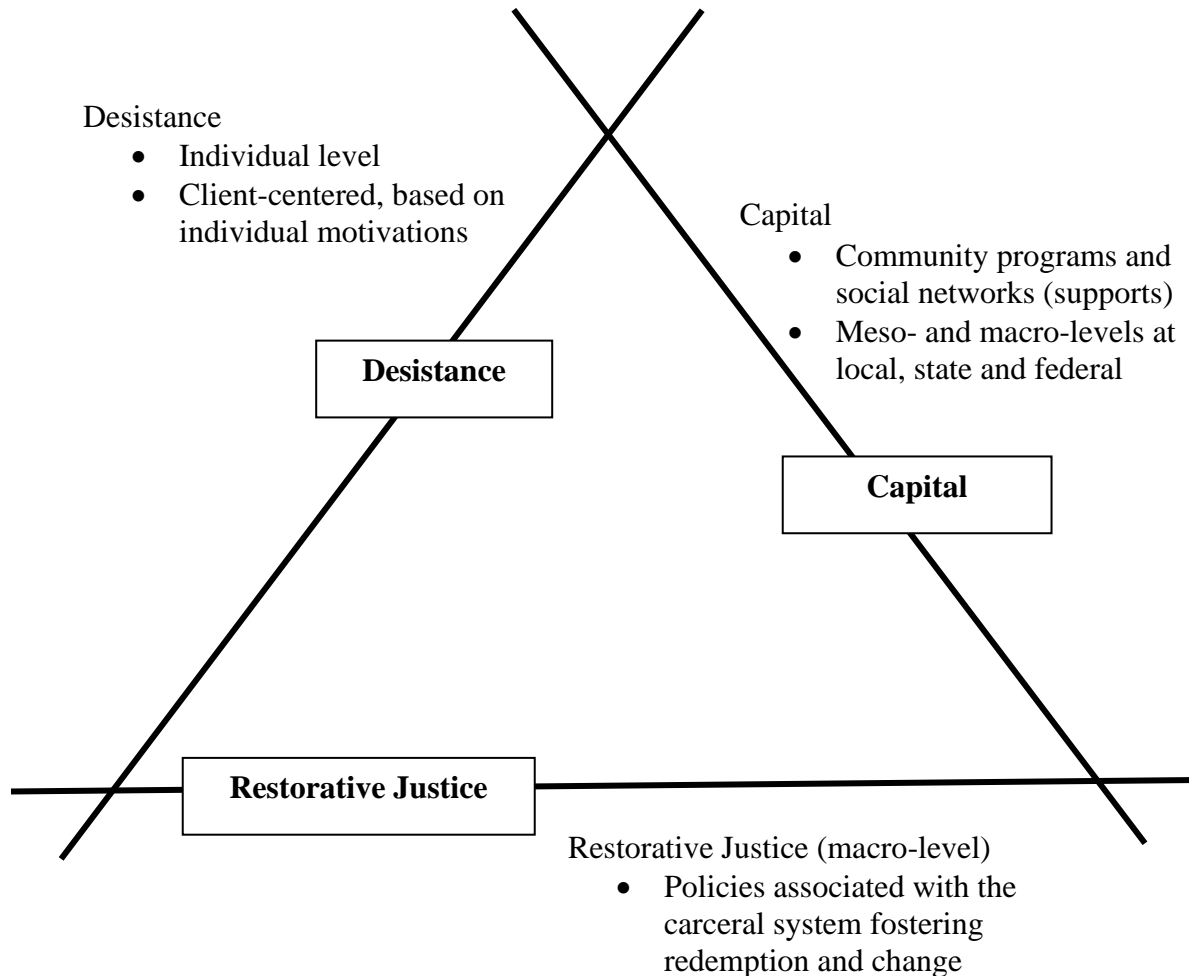 Desistance
• Individual level
• Client-centered, based on
individual motivations
Capital
• Community programs and
social networks (supports)
• Meso- and macro-levels at
local, state and federal
Desistance
Capital
Restorative Justice
Restorative Justice (macro-level)
• Policies associated with the
carceral system fostering
redemption and change